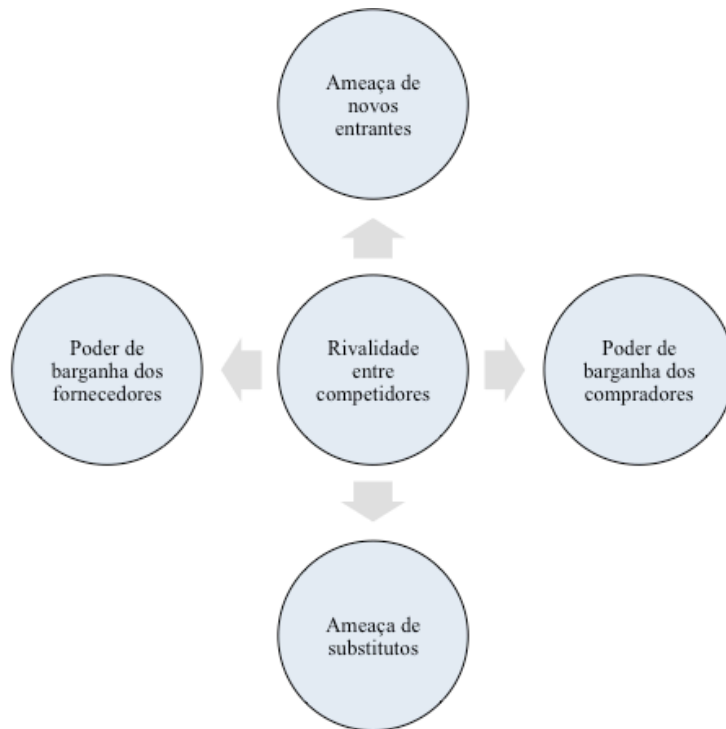 Ameaça de
novos
entrantes
Poder de
barganha dos
fornecedores
Rivalidade
entre
competidores
Poder de
barganha dos
compradores
Ameaça de
substitutos